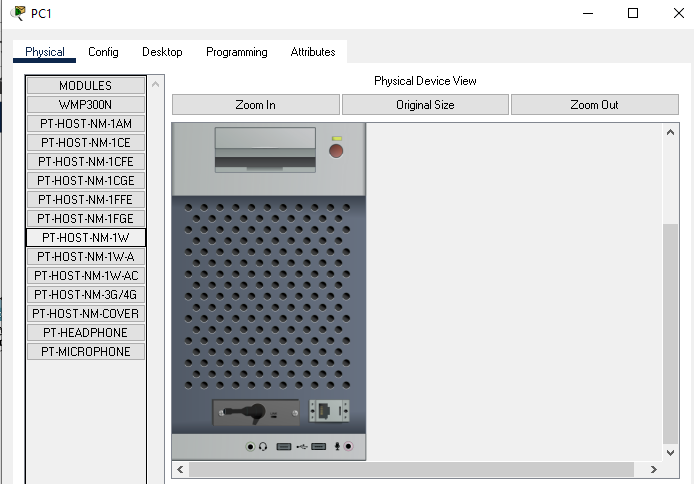 PC1
Physical Config Desktop Programming Attributes
MODULES
WMP300N
PT-HOST-NM-1AM
PT-HOST-NM-1CE
PT-HOST-NM-1CFE
PT-HOST-NM-1CGE
PT-HOST-NM-1FFE
PT-HOST-NM-1FGE
PT-HOST-NM-1W
PT-HOST-NM-1W-A
PT-HOST-NM-1W-AC
PT-HOST-NM-3G/4G
PT-HOST-NM-COVER
PT-HEADPHONE
PT-MICROPHONE
Physical Device View
Zoom In Original Size Zoom Out